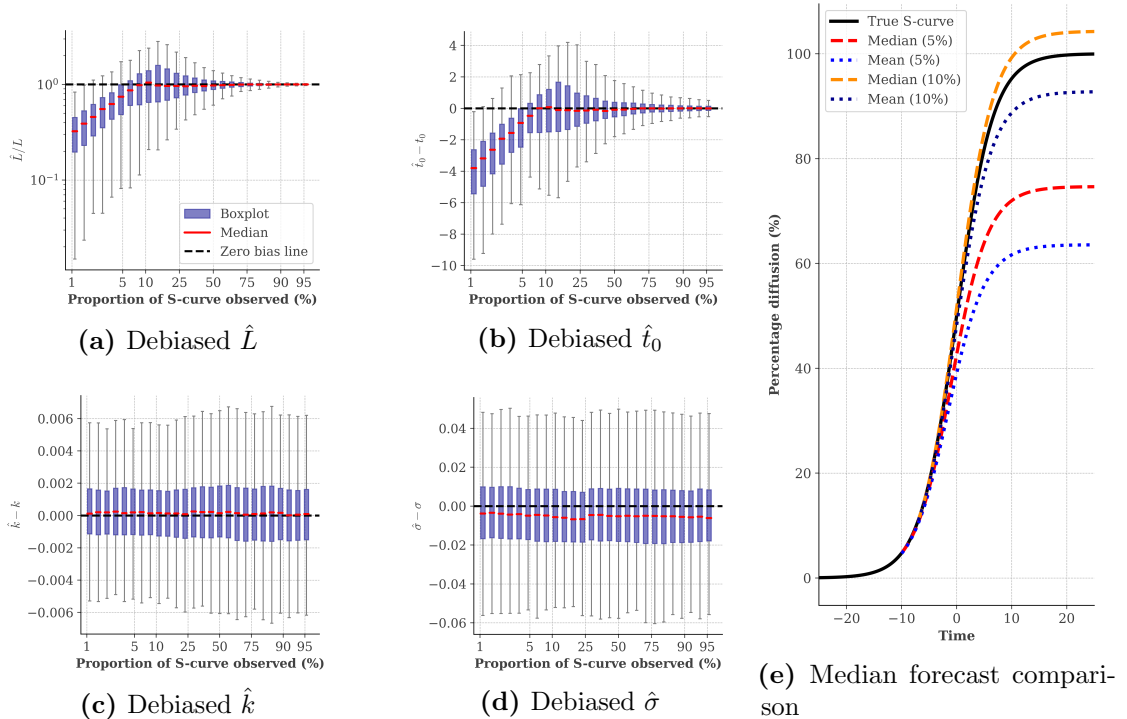 10⁰
10⁻¹
L̂/L
Boxplot
Median
Zero bias line
1 5 10 25 50 75 90 95
Proportion of S-curve observed (%)
(a) Debiased L̂
4
2
0
−2
−4
−6
−8
−10
t̂₀ − t₀
1 5 10 25 50 75 90 95
Proportion of S-curve observed (%)
(b) Debiased t̂₀
0.006
0.004
0.002
0.000
−0.002
−0.004
−0.006
k̂ − k
1 5 10 25 50 75 90 95
Proportion of S-curve observed (%)
(c) Debiased k̂
0.04
0.02
0.00
−0.02
−0.04
−0.06
σ̂ − σ
1 5 10 25 50 75 90 95
Proportion of S-curve observed (%)
(d) Debiased σ̂
True S-curve
Median (5%)
Mean (5%)
Median (10%)
Mean (10%)
100
80
60
40
20
0
Percentage diffusion (%)
−20 −10 0 10 20
Time
(e) Median forecast compari-
son